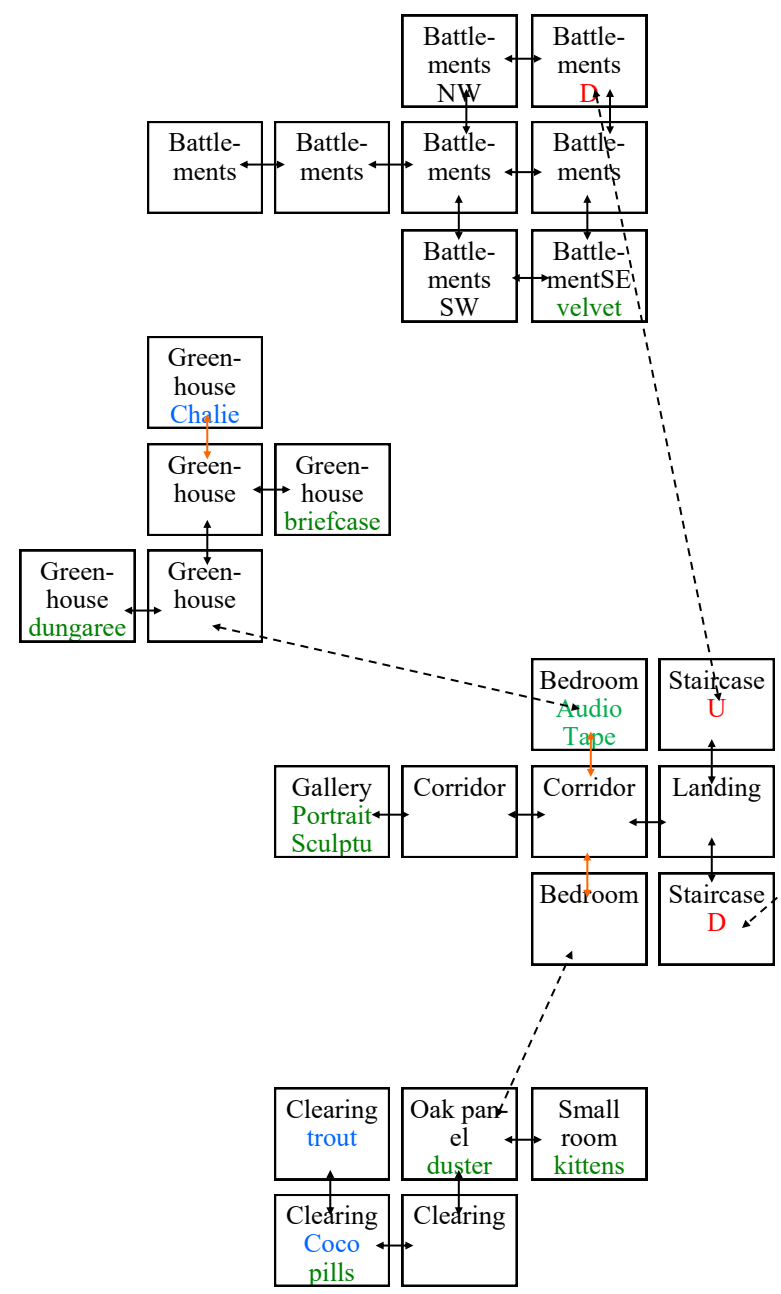 Battle-
ments
NW
Battle-
ments
D
Battle-
ments
Battle-
ments
Battle-
ments
Battle-
ments
Battle-
ments
SW
Battle-
mentSE
velvet
Green-
house
Chalie
Green-
house
Green-
house
briefcase
Green-
house
dungaree
Green-
house
Bedroom
Audio
Tape
Staircase
U
Gallery
Portrait
Sculptu
Corridor
Corridor
Landing
Bedroom
Staircase
D
Clearing
trout
Oak pan-
el
duster
Small
room
kittens
Clearing
Coco
pills
Clearing